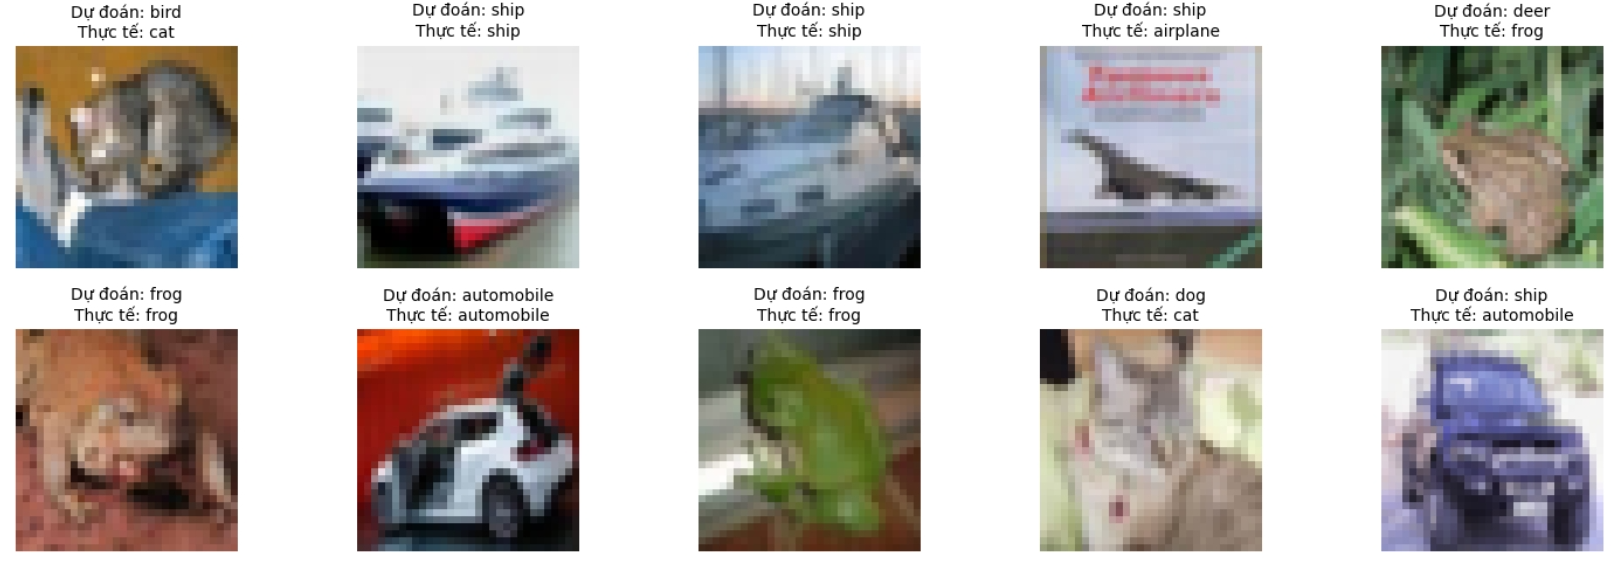 Dự đoán: bird
Thực tế: cat
Dự đoán: ship
Thực tế: ship
Dự đoán: ship
Thực tế: ship
Dự đoán: ship
Thực tế: airplane
Dự đoán: deer
Thực tế: frog
Dự đoán: frog
Thực tế: frog
Dự đoán: automobile
Thực tế: automobile
Dự đoán: frog
Thực tế: frog
Dự đoán: dog
Thực tế: cat
Dự đoán: ship
Thực tế: automobile